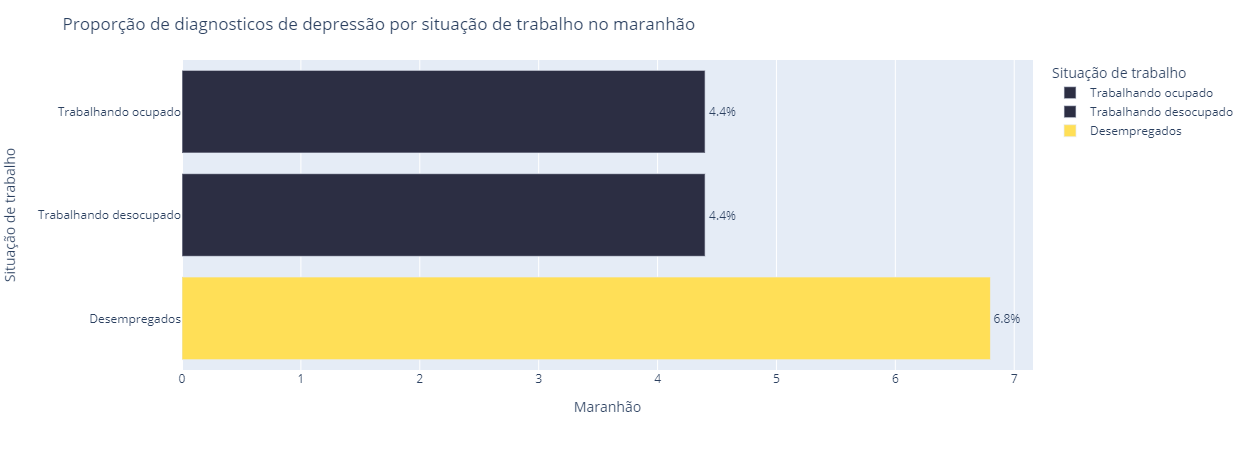 Proporção de diagnosticos de depressão por situação de trabalho no maranhão
Situação de trabalho
Trabalhando ocupado
Trabalhando desocupado
Desempregados
4.4%
4.4%
6.8%
0 1 2 3 4 5 6 7
Maranhão
Situação de trabalho
Trabalhando ocupado
Trabalhando desocupado
Desempregados